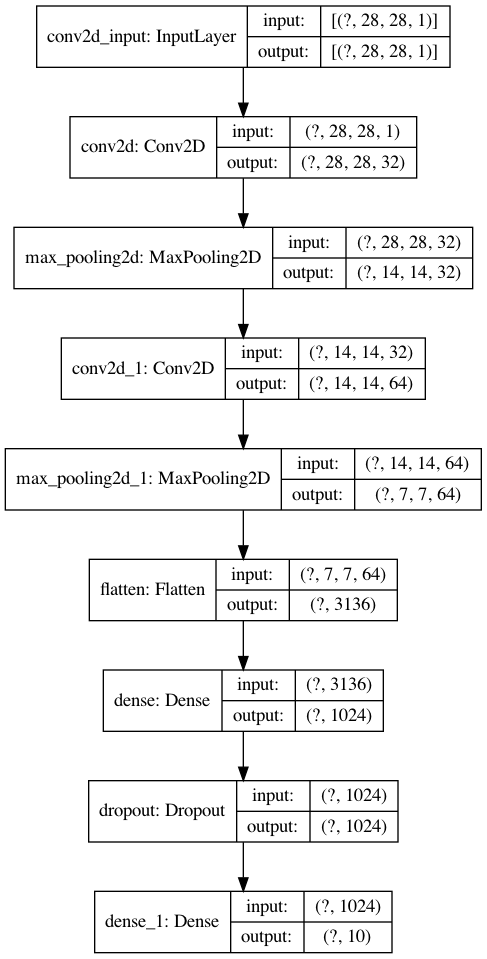 conv2d_input: InputLayer
input:
[(?, 28, 28, 1)]
output:
[(?, 28, 28, 1)]
conv2d: Conv2D
input:
(?, 28, 28, 1)
output:
(?, 28, 28, 32)
max_pooling2d: MaxPooling2D
input:
(?, 28, 28, 32)
output:
(?, 14, 14, 32)
conv2d_1: Conv2D
input:
(?, 14, 14, 32)
output:
(?, 14, 14, 64)
max_pooling2d_1: MaxPooling2D
input:
(?, 14, 14, 64)
output:
(?, 7, 7, 64)
flatten: Flatten
input:
(?, 7, 7, 64)
output:
(?, 3136)
dense: Dense
input:
(?, 3136)
output:
(?, 1024)
dropout: Dropout
input:
(?, 1024)
output:
(?, 1024)
dense_1: Dense
input:
(?, 1024)
output:
(?, 10)